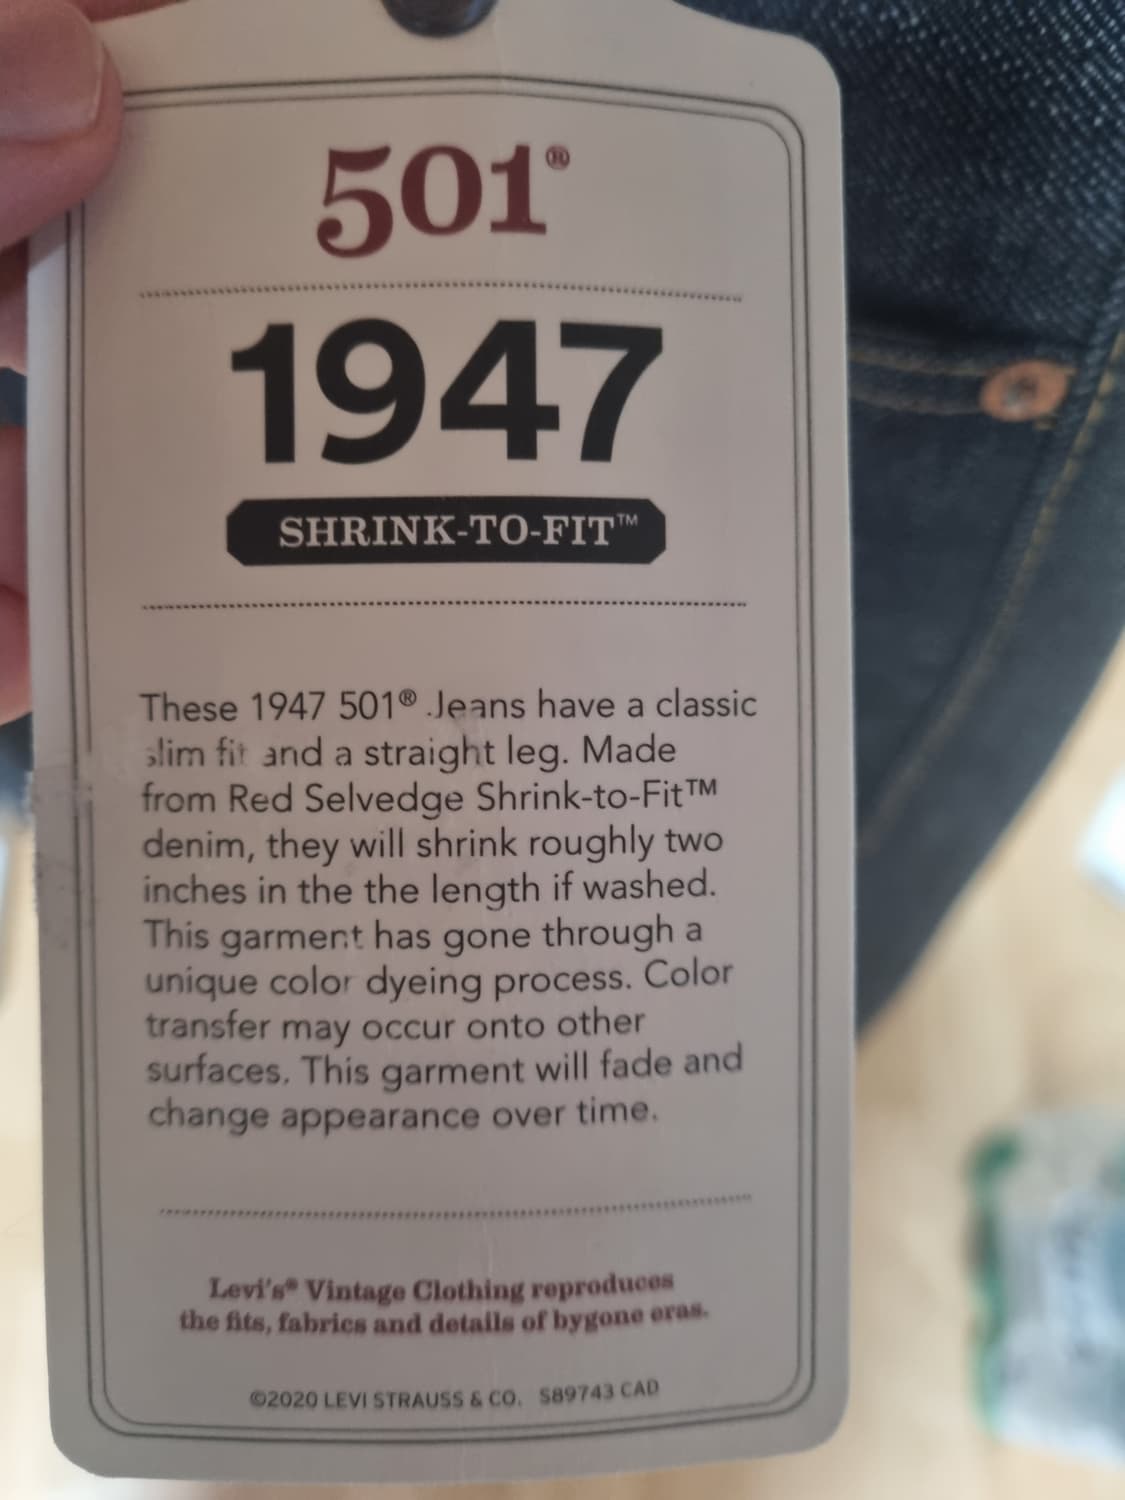 501®
1947
SHRINK-TO-FIT™
These 1947 501® Jeans have a classic
slim fit and a straight leg. Made
from Red Selvedge Shrink-to-Fit™
denim, they will shrink roughly two
inches in the the length if washed.
This garment has gone through a
unique color dyeing process. Color
transfer may occur onto other
surfaces. This garment will fade and
change appearance over time.
Levi's® Vintage Clothing reproduces
the fits, fabrics and details of bygone eras.
©2020 LEVI STRAUSS & CO. S89743 CAD